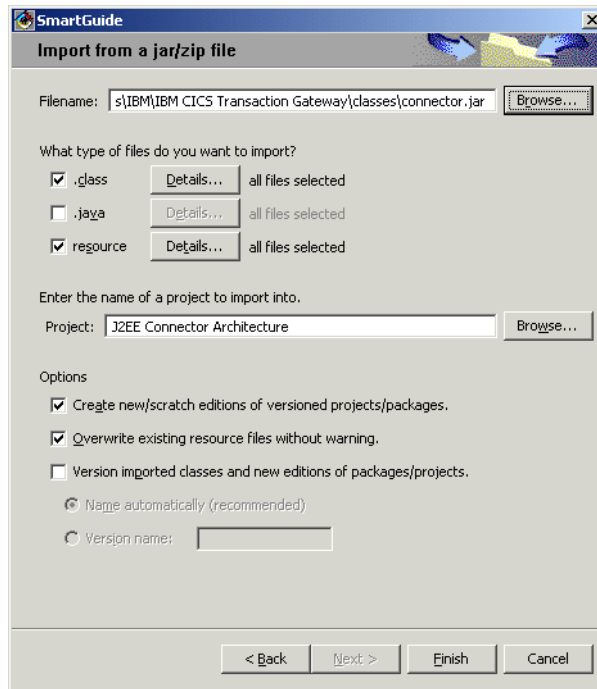 SmartGuide
Import from a jar/zip file
Filename: s\IBM\IBM CICS Transaction Gateway\classes\connector.jar Browse...
What type of files do you want to import?
.class Details... all files selected
.java Details... all files selected
resource Details... all files selected
Enter the name of a project to import into.
Project: J2EE Connector Architecture Browse...
Options
Create new/scratch editions of versioned projects/packages.
Overwrite existing resource files without warning.
Version imported classes and new editions of packages/projects.
Name automatically (recommended)
Version name:
< Back Next > Finish Cancel